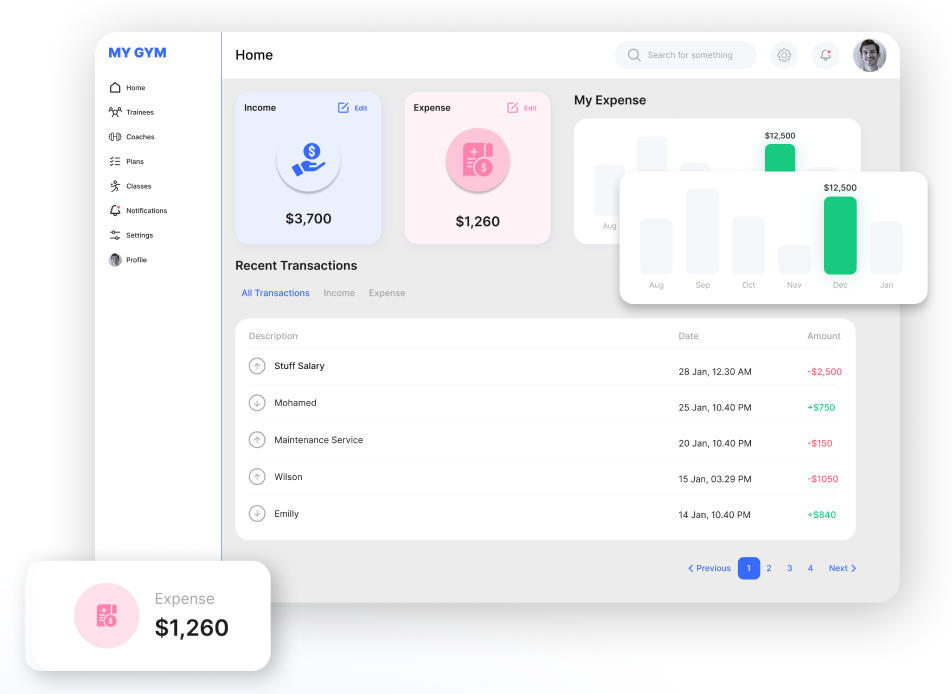 MY GYM
Home
Trainees
Coaches
Plans
Classes
Notifications
Settings
Profile
Home
Search for something
Income
Edit
$3,700
Expense
Edit
$1,260
My Expense
$12,500
Aug
$12,500
Aug Sep Oct Nov Dec Jan
Recent Transactions
All Transactions Income Expense
Description Date Amount
Stuff Salary 28 Jan, 12.30 AM -$2,500
Mohamed 25 Jan, 10.40 PM +$750
Maintenance Service 20 Jan, 10.40 PM -$150
Wilson 15 Jan, 03.29 PM -$1050
Emilly 14 Jan, 10.40 PM +$840
Previous 1 2 3 4 Next
Expense
$1,260